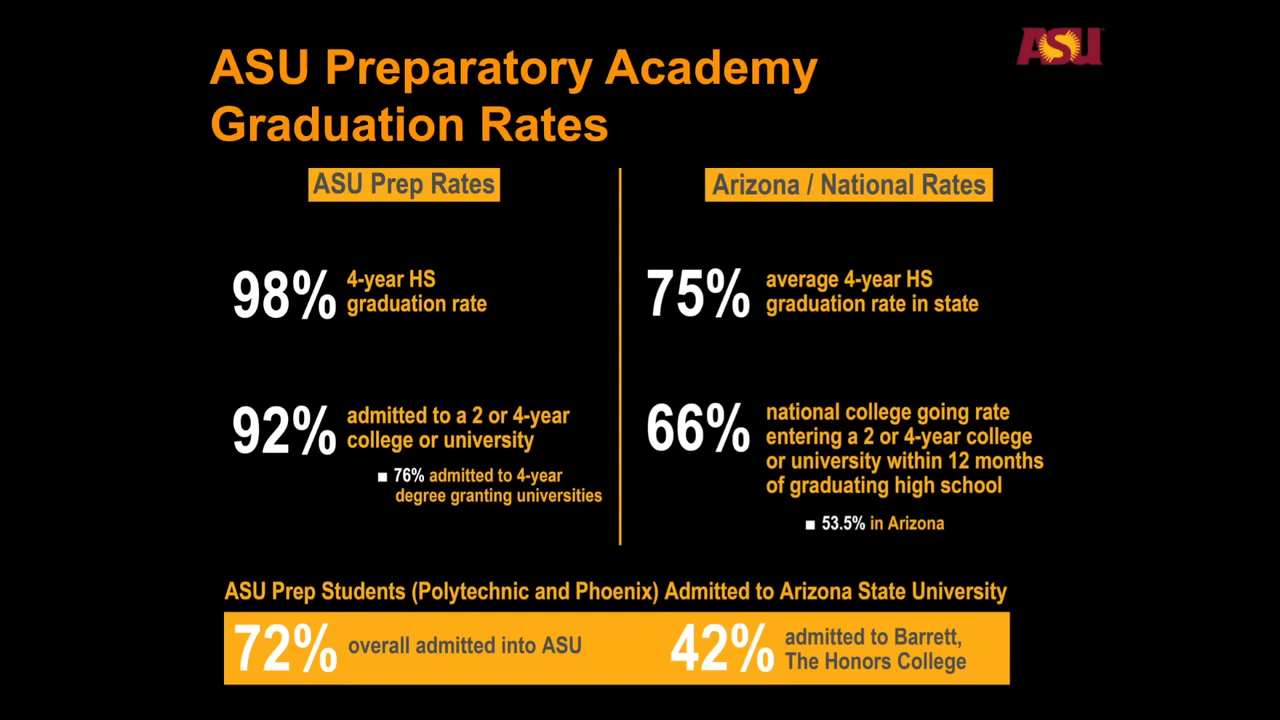 ASU Preparatory Academy
Graduation Rates
ASU
ASU Prep Rates
98% 4-year HS
graduation rate
92% admitted to a 2 or 4-year
college or university
76% admitted to 4-year
degree granting universities
Arizona / National Rates
75% average 4-year HS
graduation rate in state
66% national college going rate
entering a 2 or 4-year college
or university within 12 months
of graduating high school
53.5% in Arizona
ASU Prep Students (Polytechnic and Phoenix) Admitted to Arizona State University
72% overall admitted into ASU
42% admitted to Barrett,
The Honors College